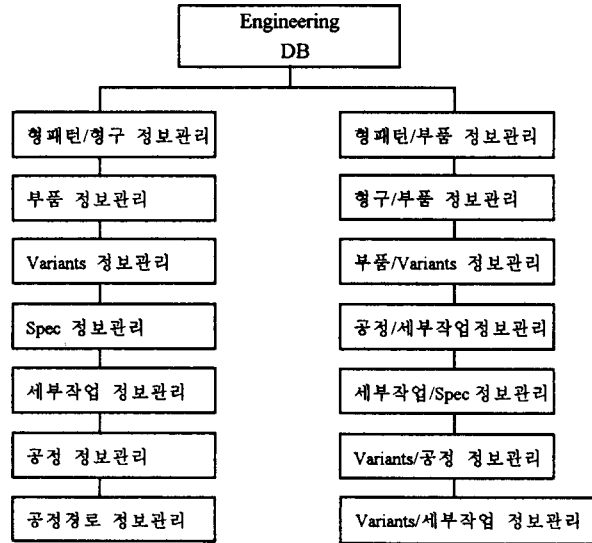 Engineering
DB
형패턴/형구 정보관리
부품 정보관리
Variants 정보관리
Spec 정보관리
세부작업 정보관리
공정 정보관리
공정경로 정보관리
형패턴/부품 정보관리
형구/부품 정보관리
부품/Variants 정보관리
공정/세부작업정보관리
세부작업/Spec 정보관리
Variants/공정 정보관리
Variants/세부작업 정보관리